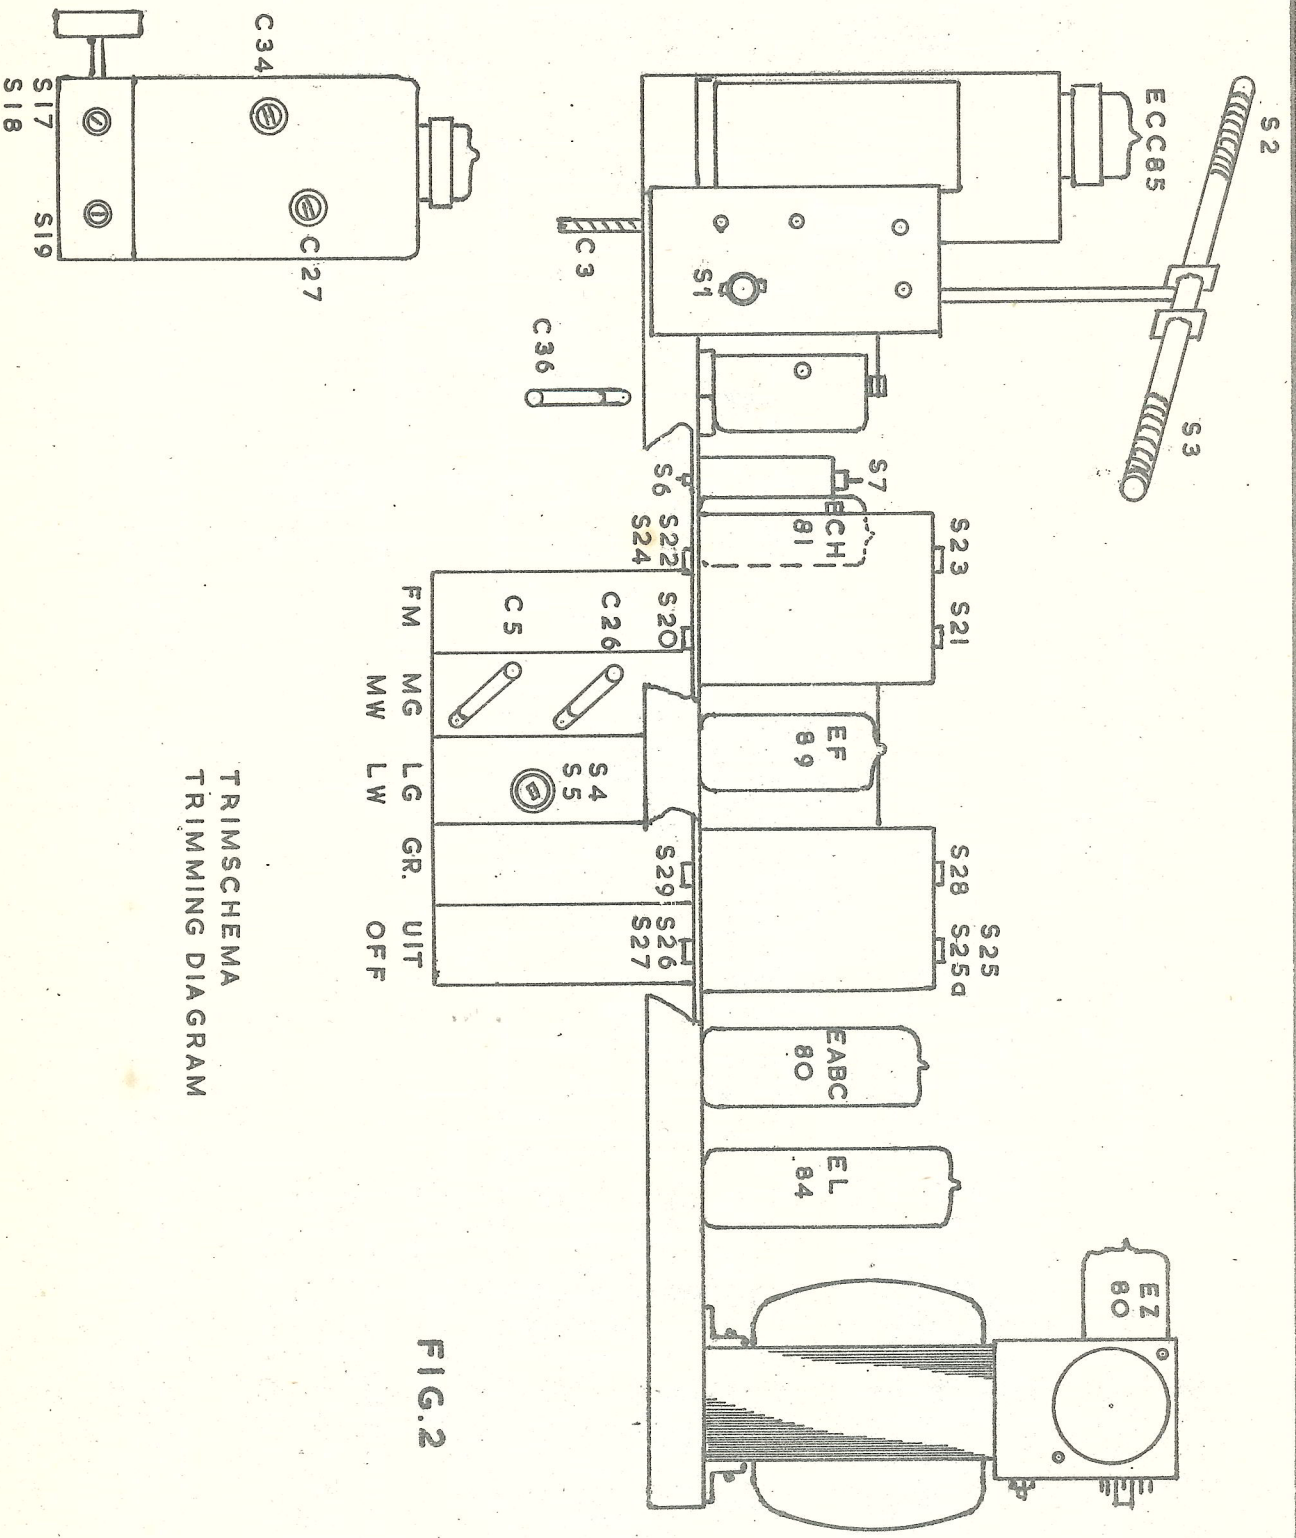 S2
ECC85
S3
C34
S17
S18
S19
C27
C3
S1
C36
S7
S6
ECH
81
S23
S21
S22
S24
S20
C26
C5
EF
89
S4
S5
S28
S25
S25a
S29
S26
S27
FM
MG
MW
LG
LW
GR.
UIT
OFF
EABC
80
EL
84
EZ
80
TRIMSCHEMA
TRIMMING DIAGRAM
FIG.2